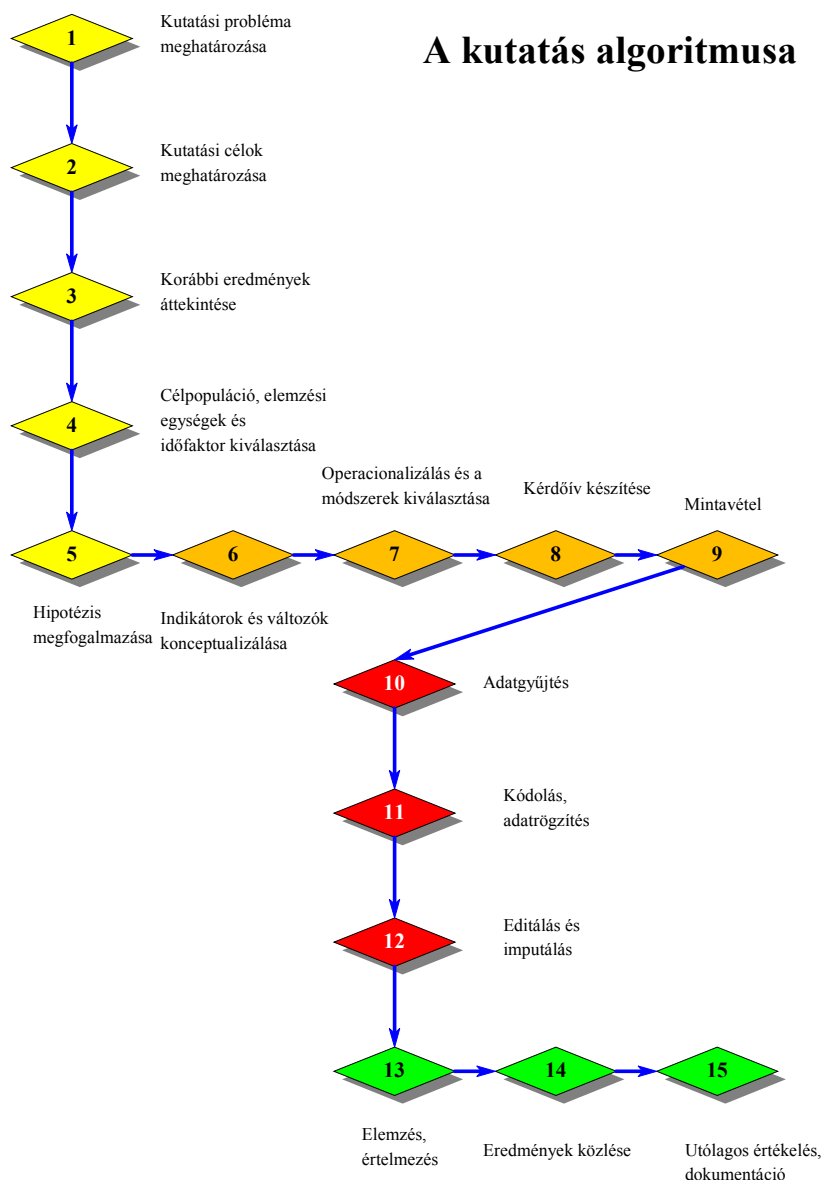 A kutatás algoritmusa
1
Kutatási probléma
meghatározása
2
Kutatási célok
meghatározása
3
Korábbi eredmények
áttekintése
4
Célpopuláció, elemzési
egységek és
időfaktor kiválasztása
5
Hipotézis
megfogalmazása
6
Indikátorok és változók
konceptualizálása
7
Operacionalizálás és a
módszerek kiválasztása
8
Kérdőív készítése
9
Mintavétel
10
Adatgyűjtés
11
Kódolás,
adatrögzítés
12
Editálás és
imputálás
13
Elemzés,
értelmezés
14
Eredmények közlése
15
Utólagos értékelés,
dokumentáció